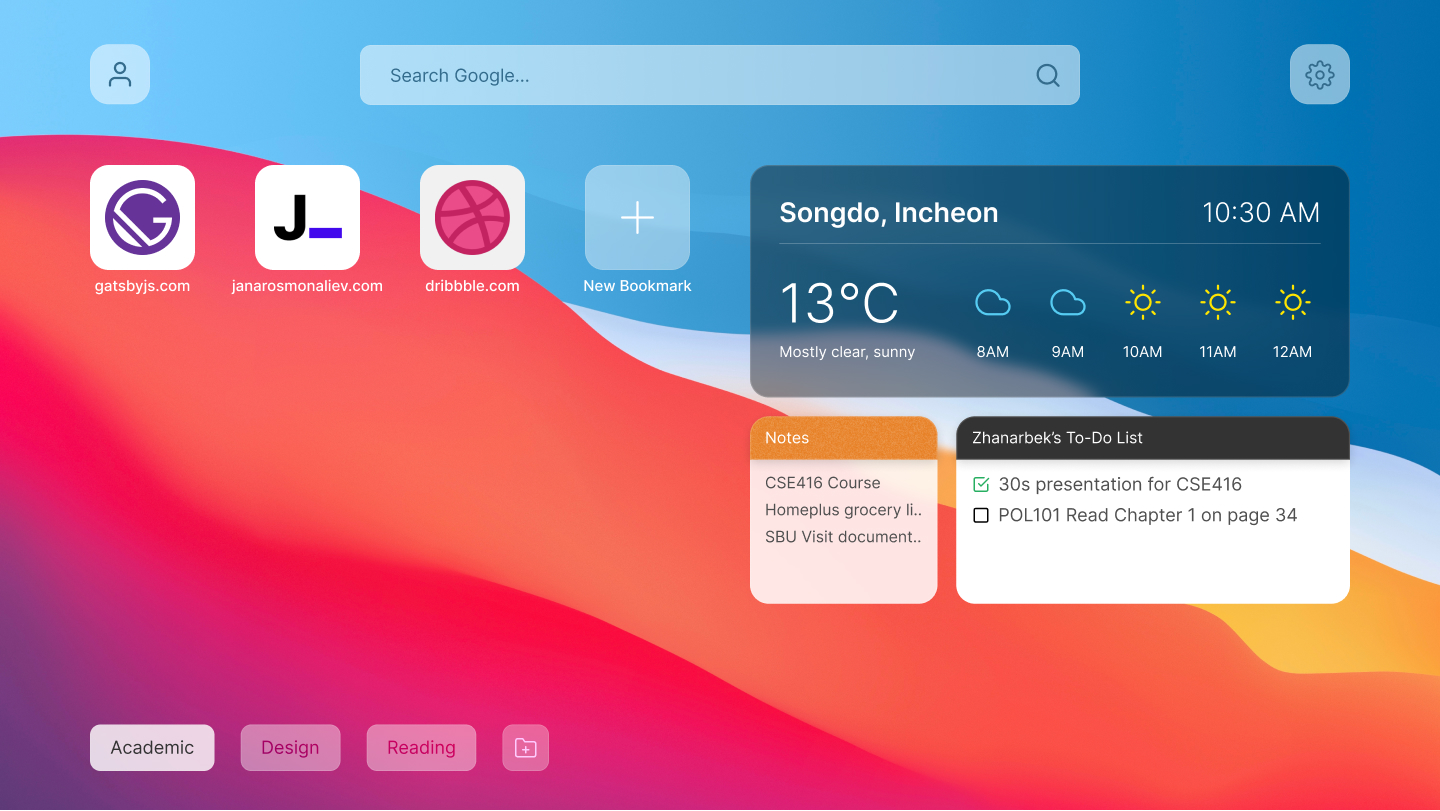 Search Google...
J_
gatsbyjs.com
janarosmonaliev.com
dribbble.com
New Bookmark
Songdo, Incheon
10:30 AM
13°C
Mostly clear, sunny
8AM
9AM
10AM
11AM
12AM
Notes
CSE416 Course
Homeplus grocery li..
SBU Visit document..
Zhanarbek’s To-Do List
30s presentation for CSE416
POL101 Read Chapter 1 on page 34
Academic
Design
Reading